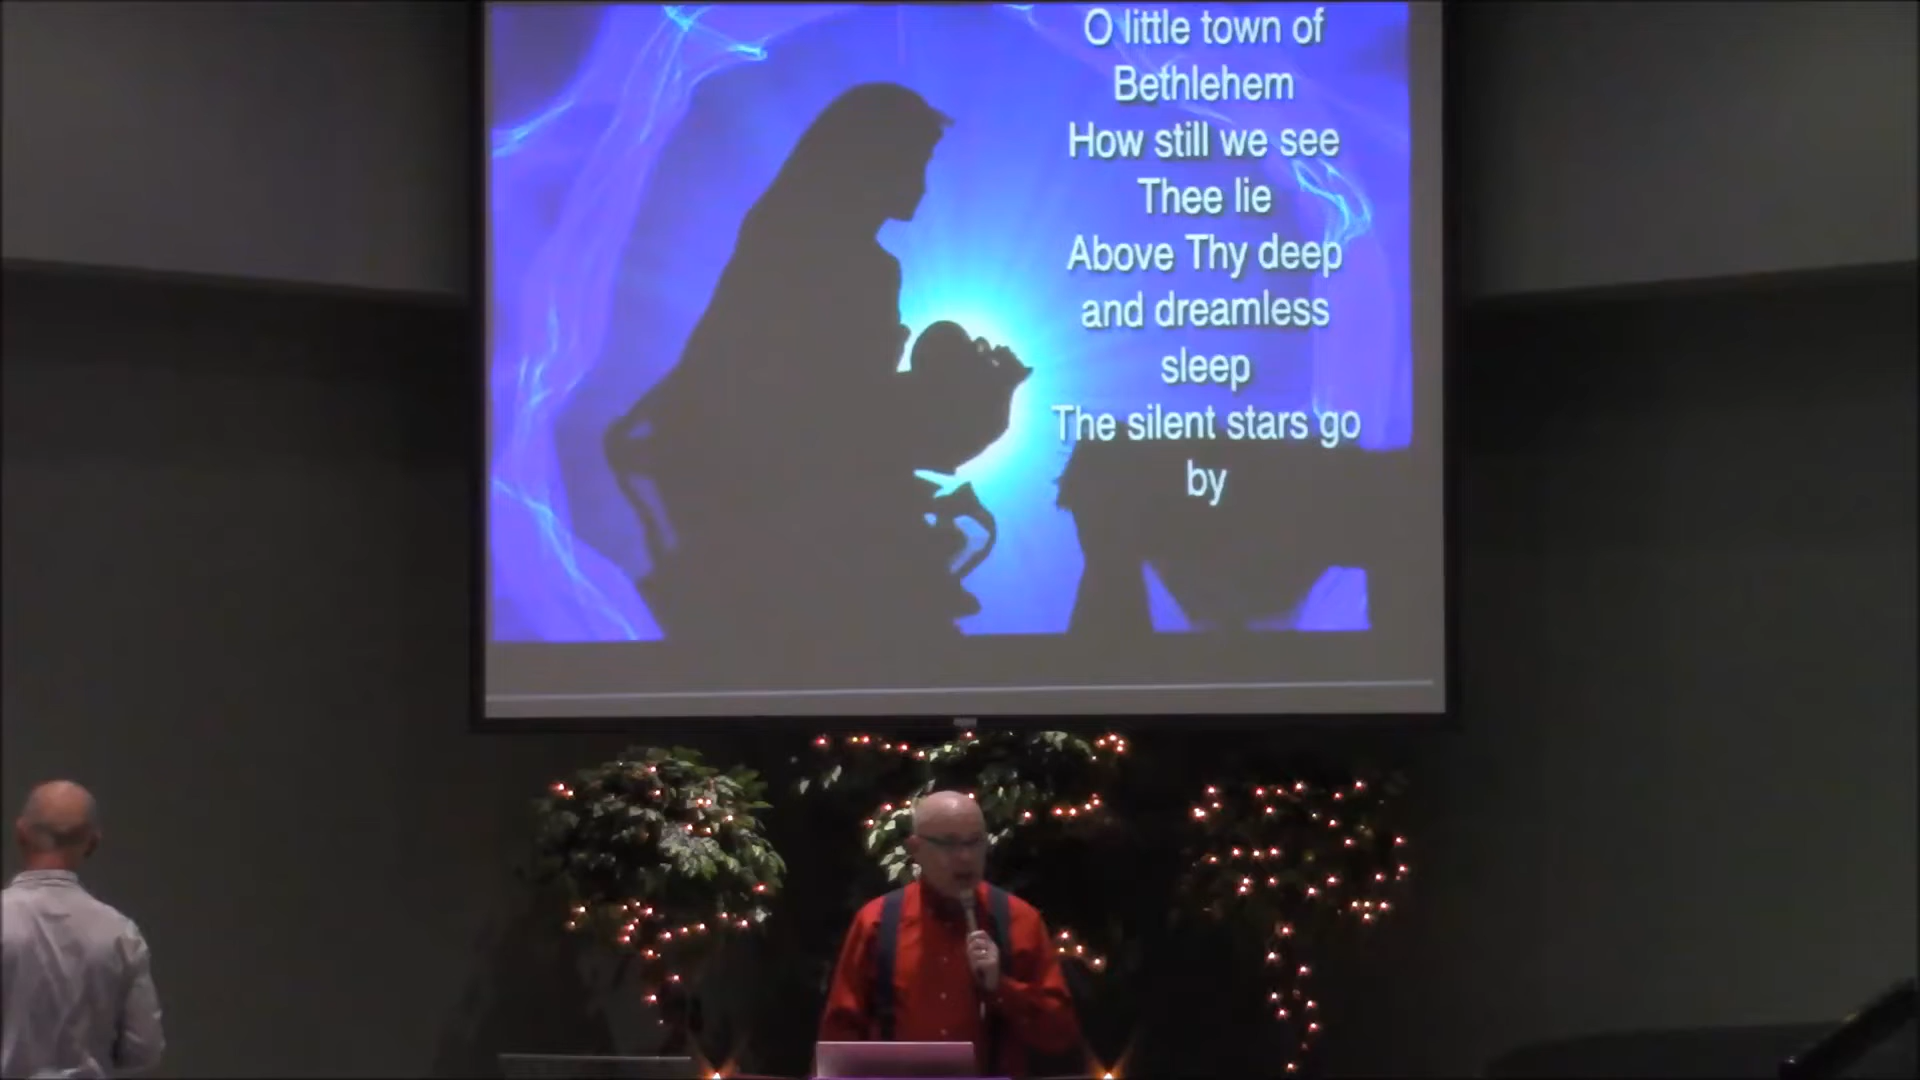 O little town of
Bethlehem
How still we see
Thee lie
Above Thy deep
and dreamless
sleep
The silent stars go
by